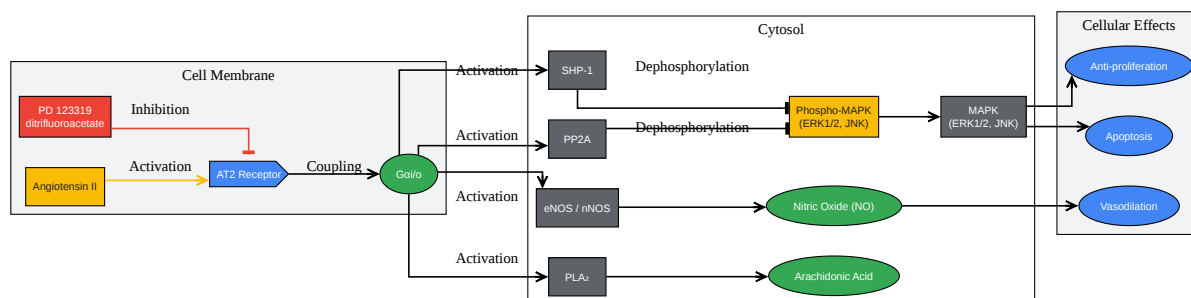 Cell Membrane
PD 123319
ditrifluoroacetate
Inhibition
Angiotensin II
Activation
AT2 Receptor
Coupling
Gαi/o
Activation
Activation
Activation
Activation
Cytosol
SHP-1
Dephosphorylation
PP2A
Dephosphorylation
Phospho-MAPK
(ERK1/2, JNK)
MAPK
(ERK1/2, JNK)
eNOS / nNOS
Nitric Oxide (NO)
PLA₂
Arachidonic Acid
Cellular Effects
Anti-proliferation
Apoptosis
Vasodilation